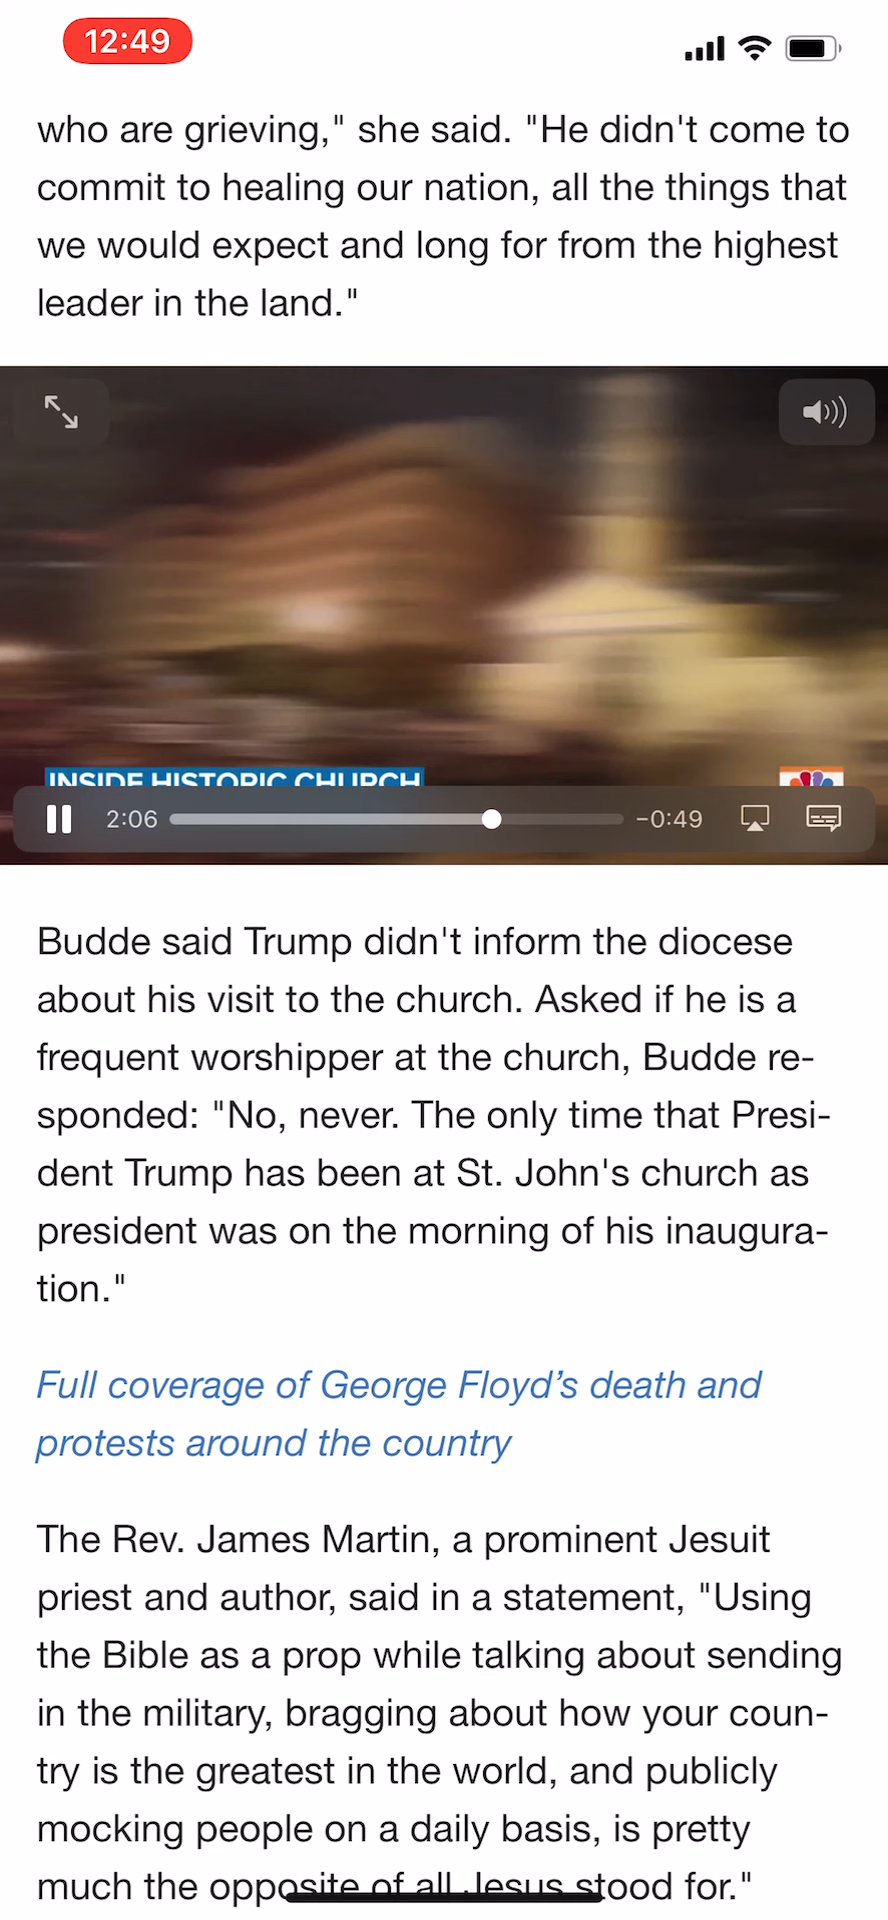 12:49
who are grieving," she said. "He didn't come to
commit to healing our nation, all the things that
we would expect and long for from the highest
leader in the land."
INSIDE HISTORIC CHURCH
2:06
-0:49
Budde said Trump didn't inform the diocese
about his visit to the church. Asked if he is a
frequent worshipper at the church, Budde re-
sponded: "No, never. The only time that Presi-
dent Trump has been at St. John's church as
president was on the morning of his inaugura-
tion."
Full coverage of George Floyd’s death and
protests around the country
The Rev. James Martin, a prominent Jesuit
priest and author, said in a statement, "Using
the Bible as a prop while talking about sending
in the military, bragging about how your coun-
try is the greatest in the world, and publicly
mocking people on a daily basis, is pretty
much the opposite of all Jesus stood for."